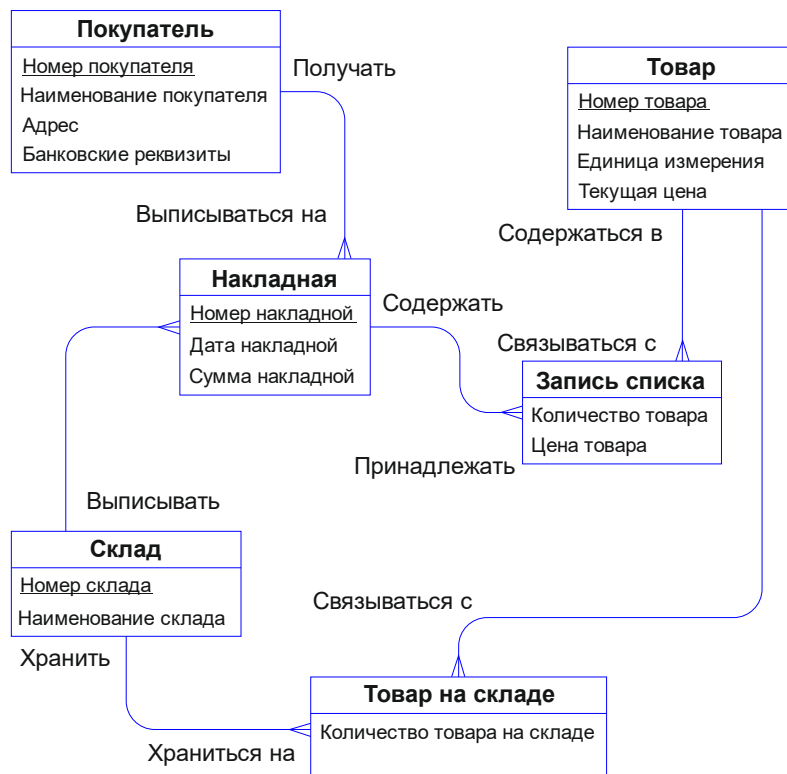 Покупатель
Номер покупателя
Наименование покупателя
Адрес
Банковские реквизиты
Получать
Товар
Номер товара
Наименование товара
Единица измерения
Текущая цена
Выписываться на
Содержаться в
Накладная
Номер накладной
Дата накладной
Сумма накладной
Содержать
Связываться с
Запись списка
Количество товара
Цена товара
Принадлежать
Выписывать
Склад
Номер склада
Наименование склада
Связываться с
Хранить
Товар на складе
Количество товара на складе
Храниться на